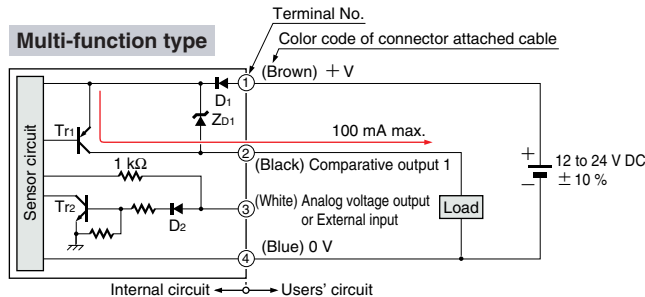 Terminal No.
Multi-function type
Color code of connector attached cable
1
(Brown) + V
D1
ZD1
Tr1
100 mA max.
2
(Black) Comparative output 1
1 kΩ
Sensor circuit
+
12 to 24 V DC
−
± 10 %
Tr2
3
(White) Analog voltage output
or External input
Load
D2
(Blue) 0 V
4
Internal circuit
Users' circuit